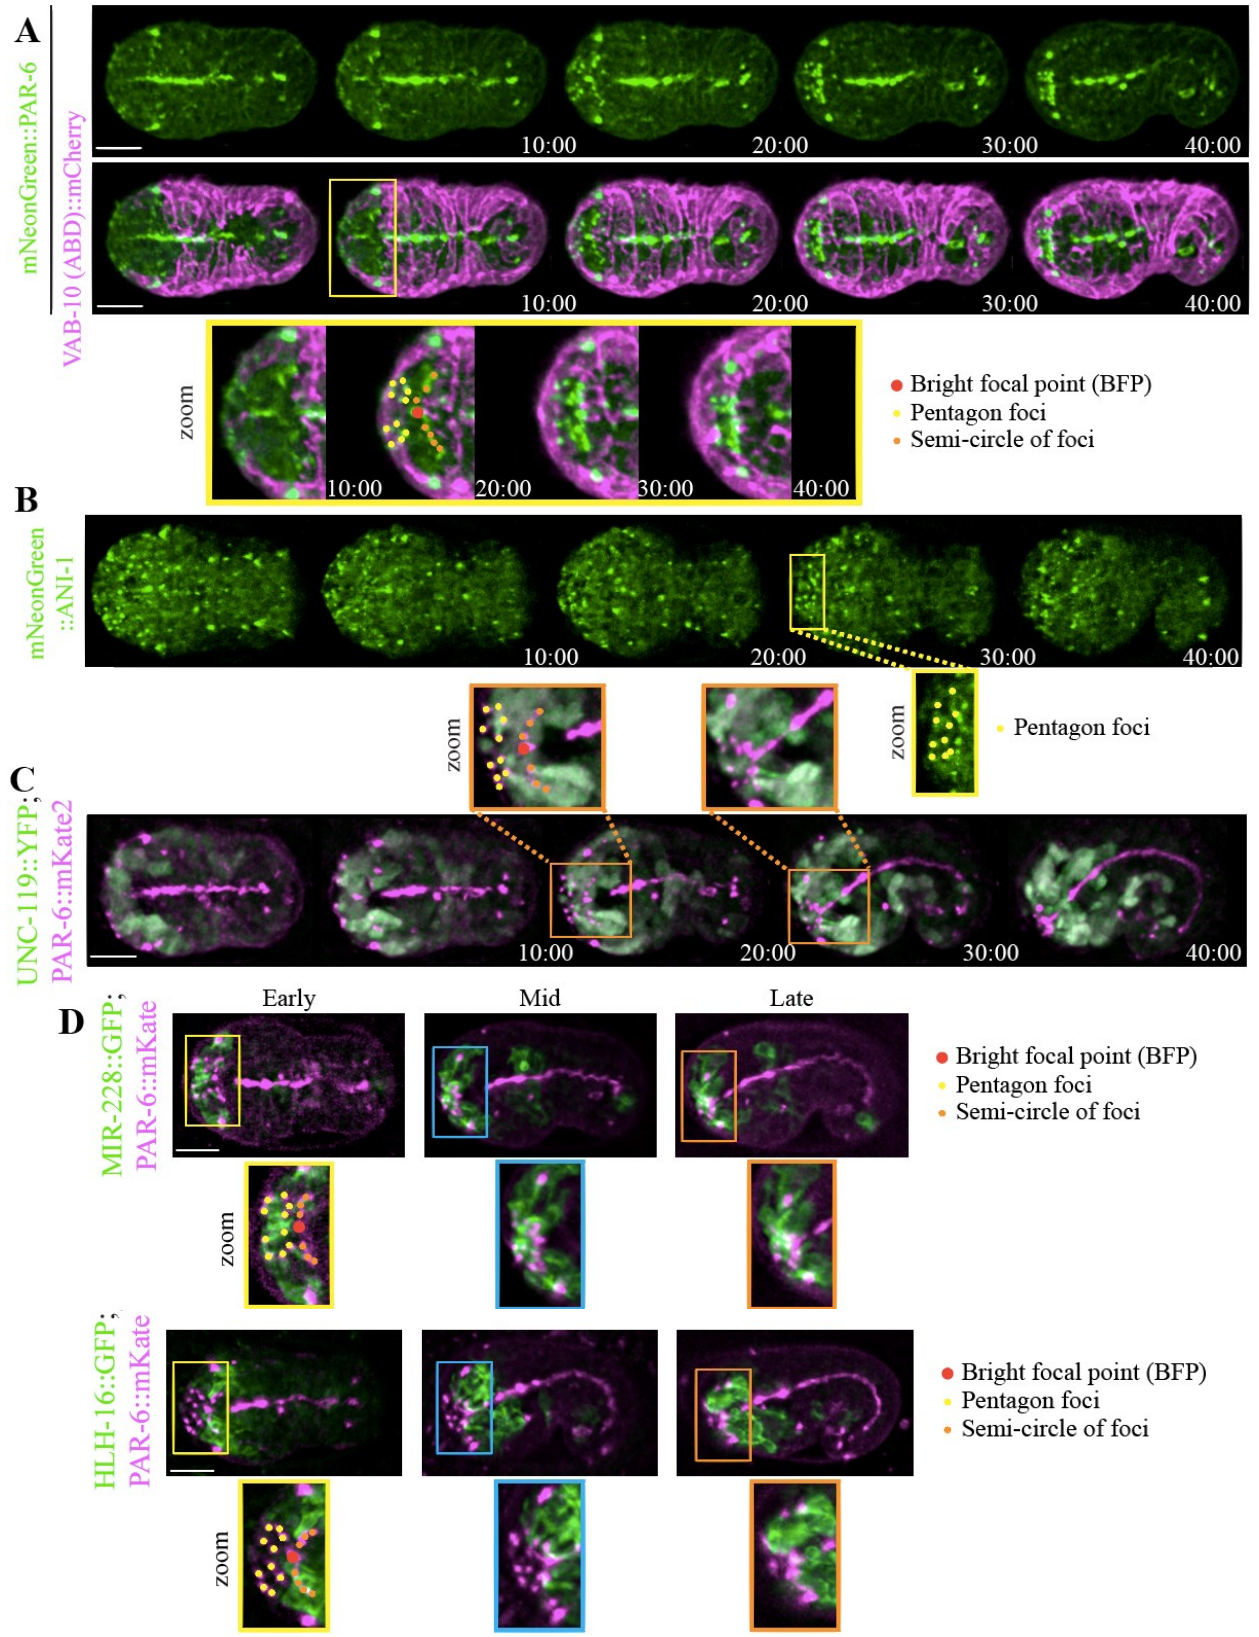 A
mNeonGreen::PAR-6
VAB-10 (ABD)::mCherry
10:00 20:00 30:00 40:00
10:00 20:00 30:00 40:00
zoom
10:00 20:00 30:00 40:00
Bright focal point (BFP)
Pentagon foci
Semi-circle of foci
B
mNeonGreen
::ANI-1
10:00 20:00 30:00 40:00
zoom
Pentagon foci
zoom
zoom
C
UNC-119::YFP;
PAR-6::mKate2
10:00 20:00 30:00 40:00
D
Early Mid Late
MIR-228::GFP;
PAR-6::mKate
Bright focal point (BFP)
Pentagon foci
Semi-circle of foci
zoom
HLH-16::GFP;
PAR-6::mKate
Bright focal point (BFP)
Pentagon foci
Semi-circle of foci
zoom